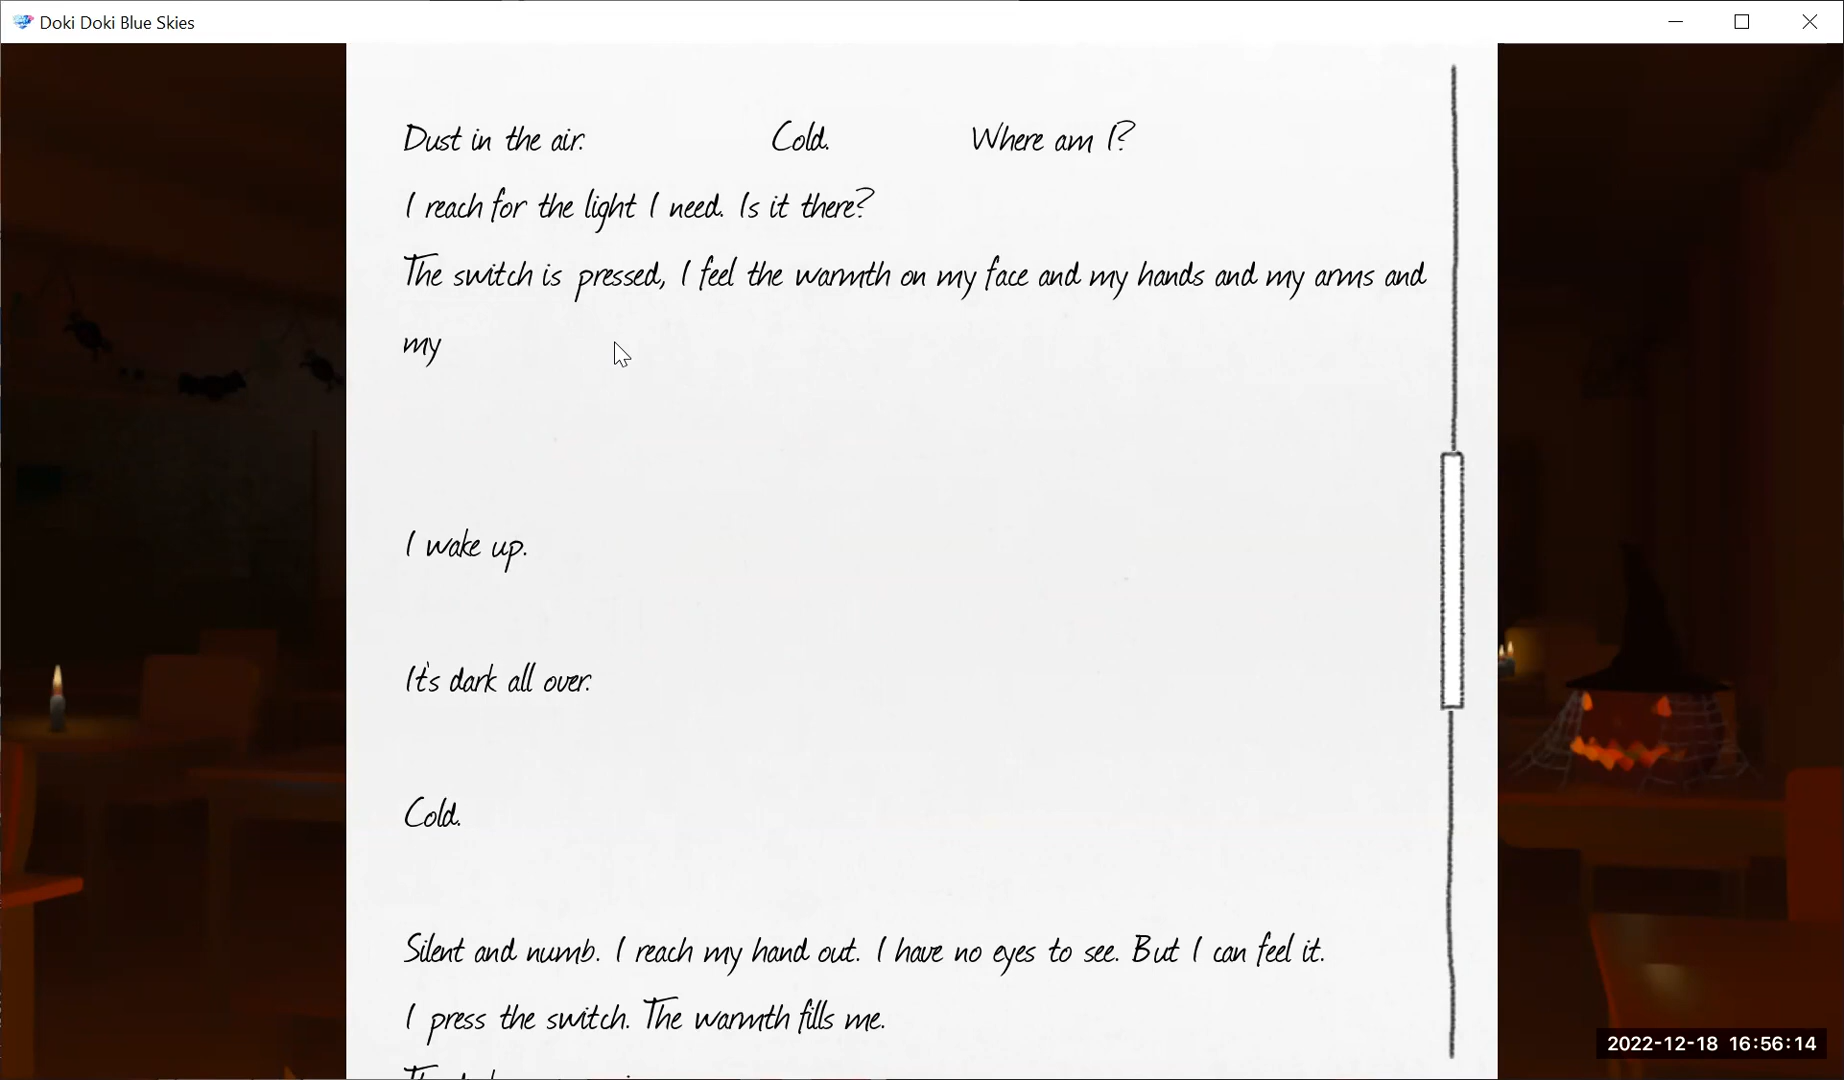 Doki Doki Blue Skies
Dust in the air. Cold. Where am I?
I reach for the light I need. Is it there?
The switch is pressed, I feel the warmth on my face and my hands and my arms and
my
I wake up.
It's dark all over.
Cold.
Silent and numb. I reach my hand out. I have no eyes to see. But I can feel it.
I press the switch. The warmth fills me.
2022-12-18 16:56:14